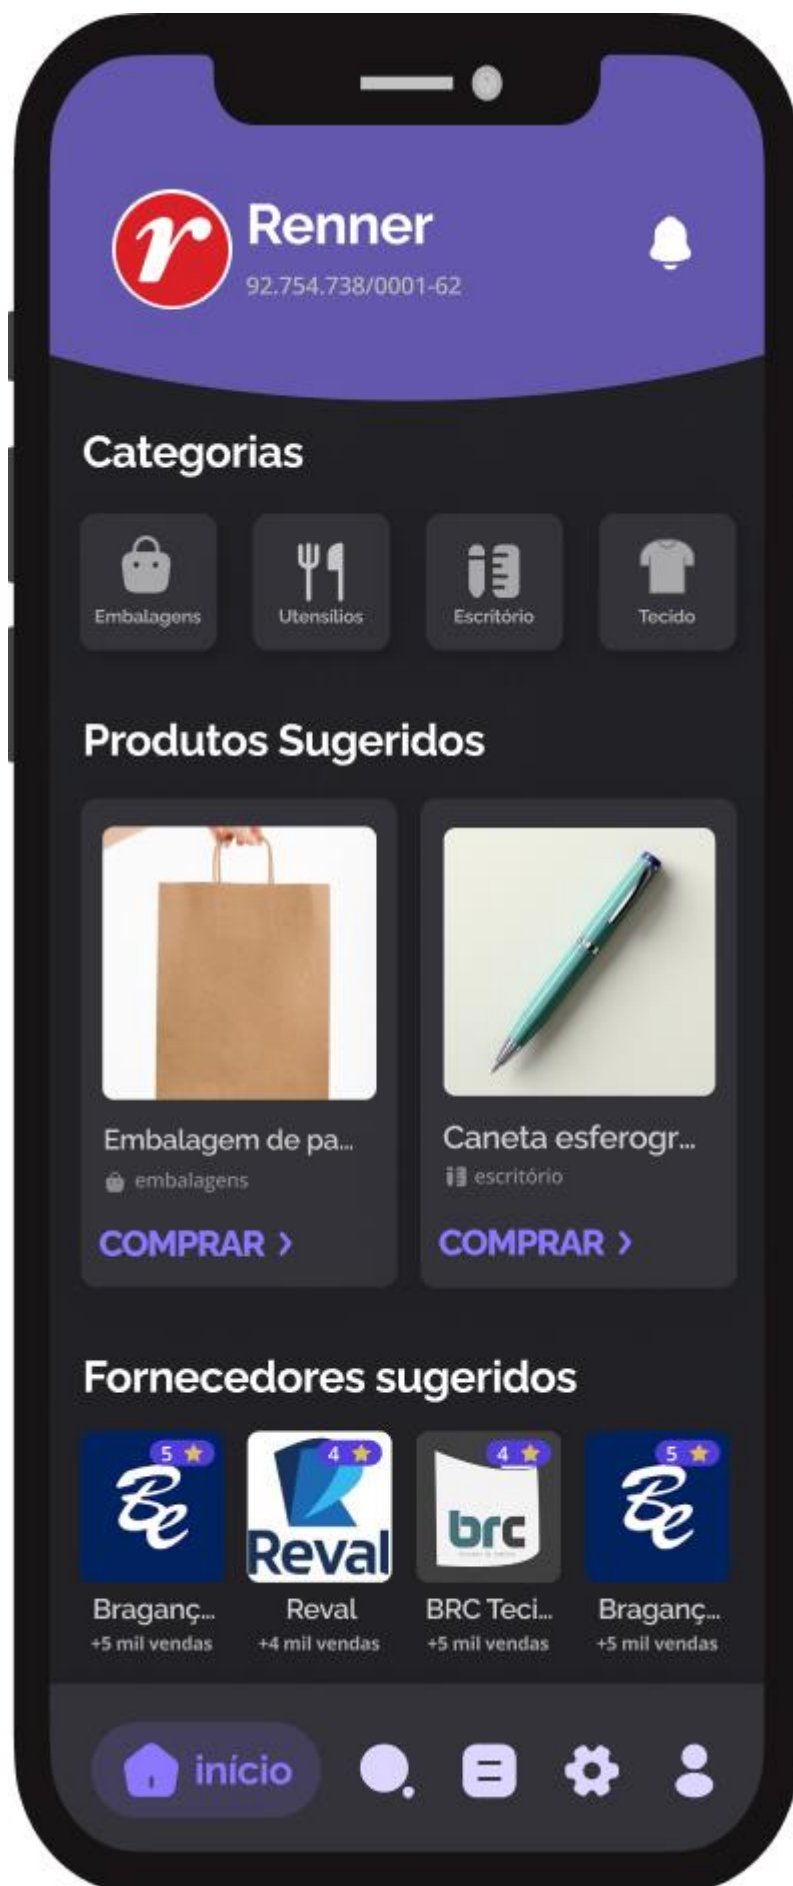 r
Renner
92.754.738/0001-62
Categorias
Embalagens
Utensílios
Escritório
Tecido
Produtos Sugeridos
Embalagem de pa...
embalagens
COMPRAR >
Caneta esferogr...
escritório
COMPRAR >
Fornecedores sugeridos
5
Be
Braganç...
+5 mil vendas
4
Reval
Reval
+4 mil vendas
4
brc
BRC Teci...
+5 mil vendas
5
Be
Braganç...
+5 mil vendas
início